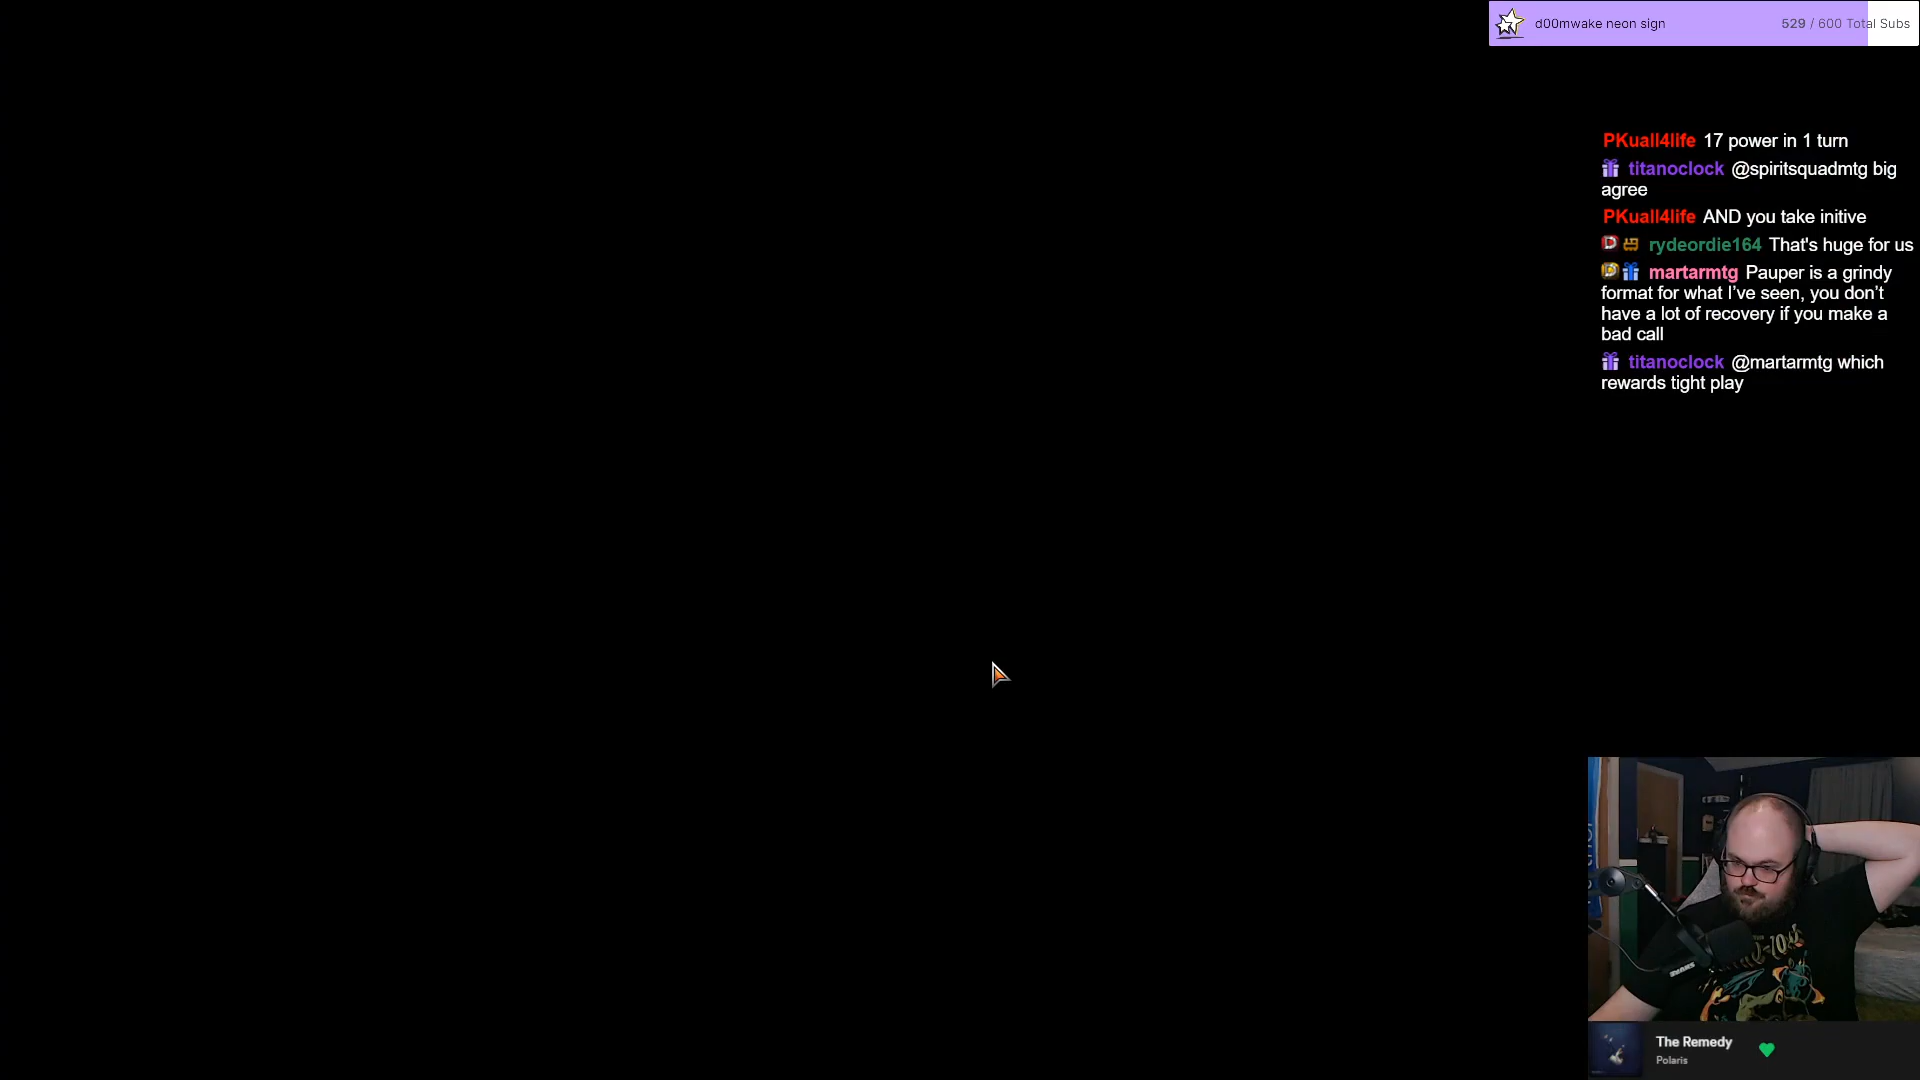 d00mwake neon sign
529 / 600 Total Subs
PKuall4life 17 power in 1 turn
titanoclock @spiritsquadmtg big
agree
PKuall4life AND you take initive
rydeordie164 That's huge for us
martarmtg Pauper is a grindy
format for what I've seen, you don't
have a lot of recovery if you make a
bad call
titanoclock @martarmtg which
rewards tight play
The Remedy
Polaris